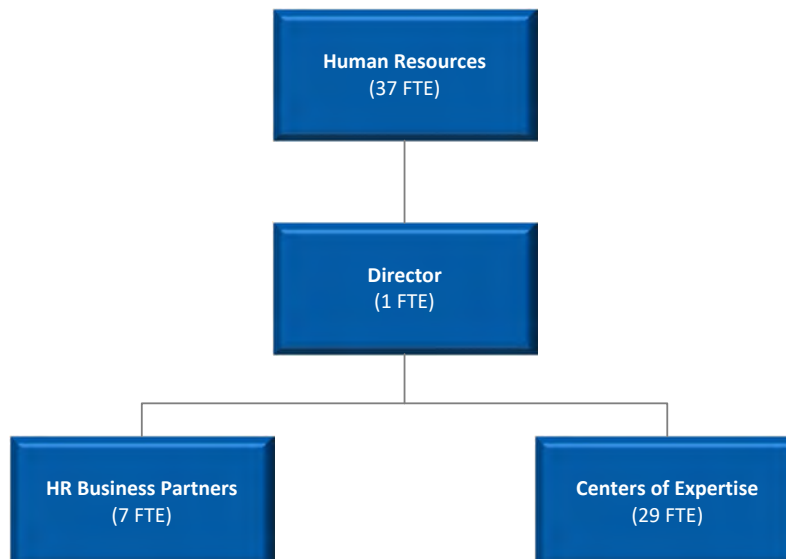 Human Resources
(37 FTE)
Director
(1 FTE)
HR Business Partners
(7 FTE)
Centers of Expertise
(29 FTE)